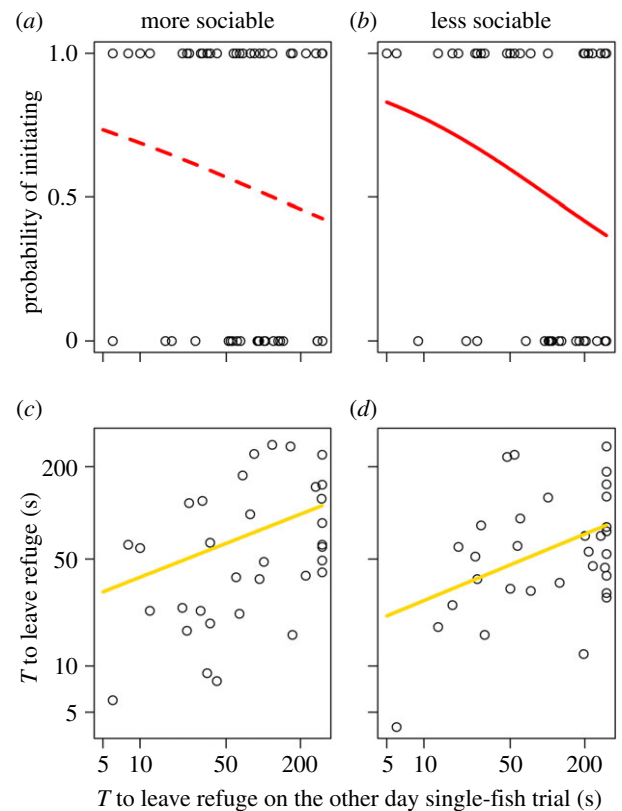 (a) more sociable (b) less sociable
1.0
0.5
0
probability of initiating
(c) (d)
200
50
10
5
T to leave refuge (s)
5 10 50 200 5 10 50 200
T to leave refuge on the other day single-fish trial (s)